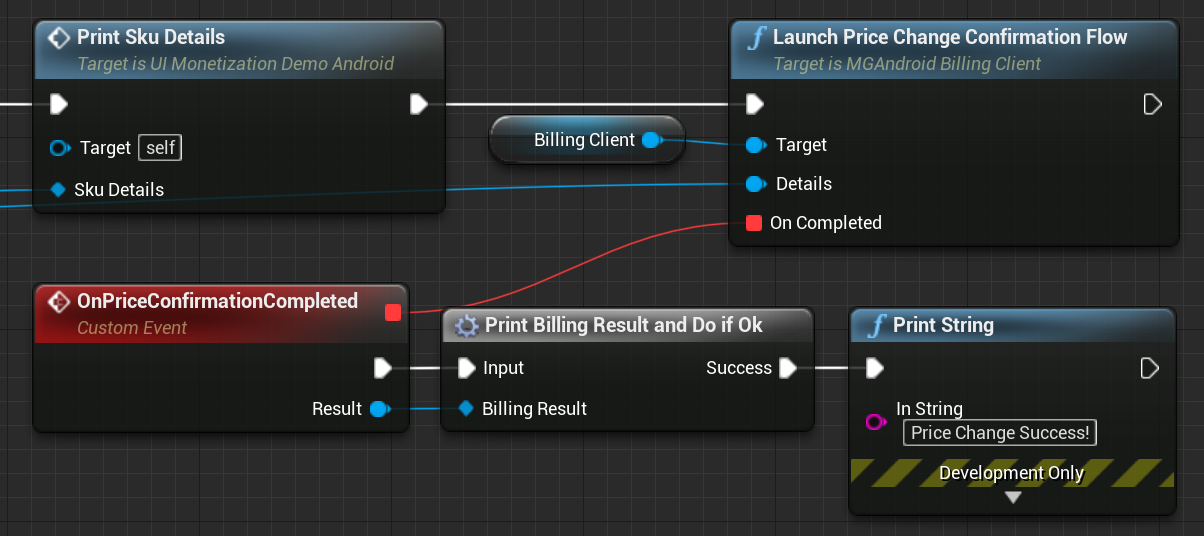 Print Sku Details
Target is UI Monetization Demo Android
Target self
Sku Details
Billing Client
Launch Price Change Confirmation Flow
Target is MGAndroid Billing Client
Target
Details
On Completed
OnPriceConfirmationCompleted
Custom Event
Result
Print Billing Result and Do if Ok
Input Success
Billing Result
Print String
In String
Price Change Success!
Development Only